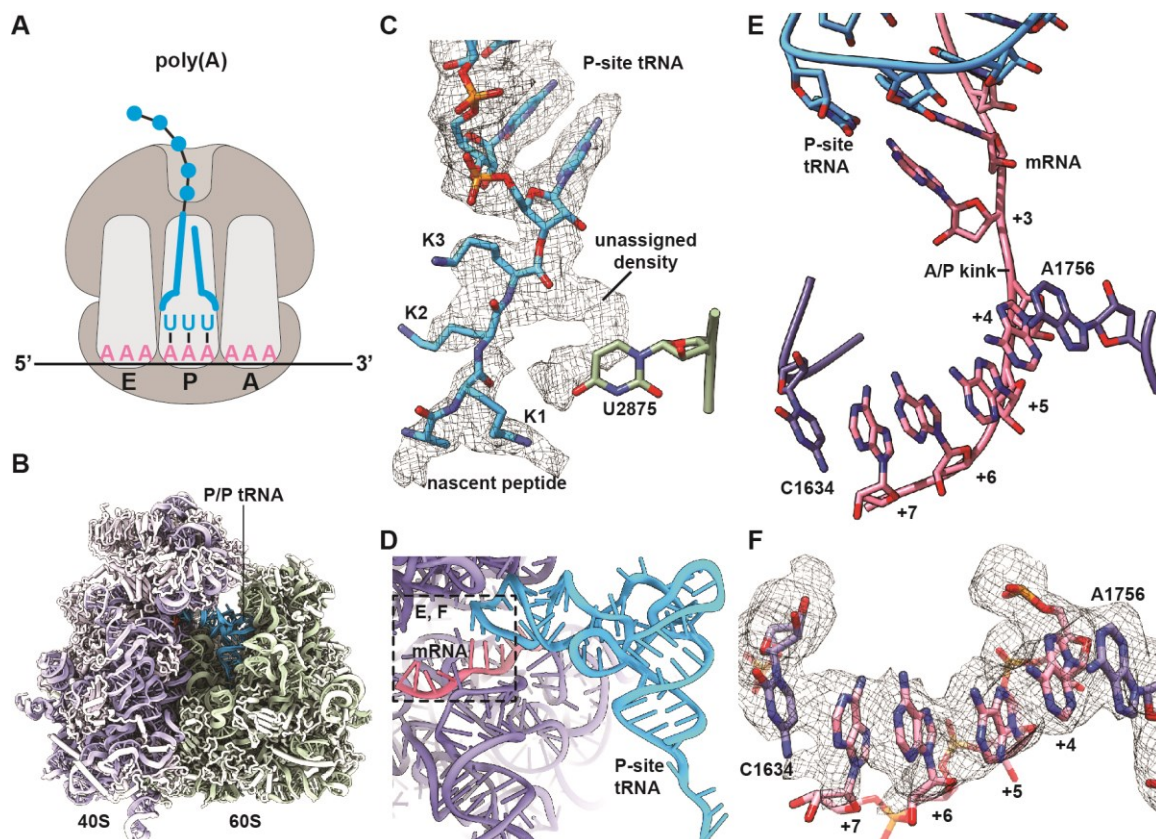 A
poly(A)
U U U
A A A A A A A A A
5’ 3’
E P A
B
P/P tRNA
40S 60S
C
P-site tRNA
K3
unassigned
density
K2
U2875
K1
nascent peptide
D
E, F
mRNA
P-site
tRNA
E
P-site
tRNA
mRNA
+3
A/P kink
A1756
+4
+5
C1634
+6
+7
F
A1756
C1634
+4
+5
+7 +6